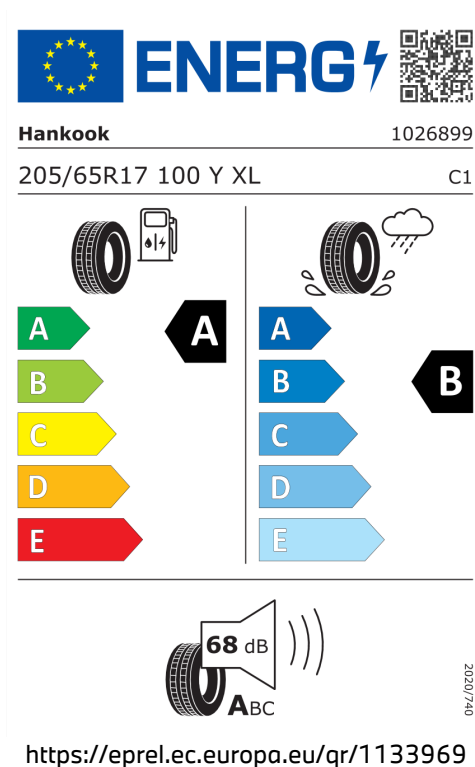 ENERG
Hankook 1026899
205/65R17 100 Y XL C1
A A
B
C
D
E
A
B B
C
D
E
68 dB
ABC
2020/740
https://eprel.ec.europa.eu/qr/1133969